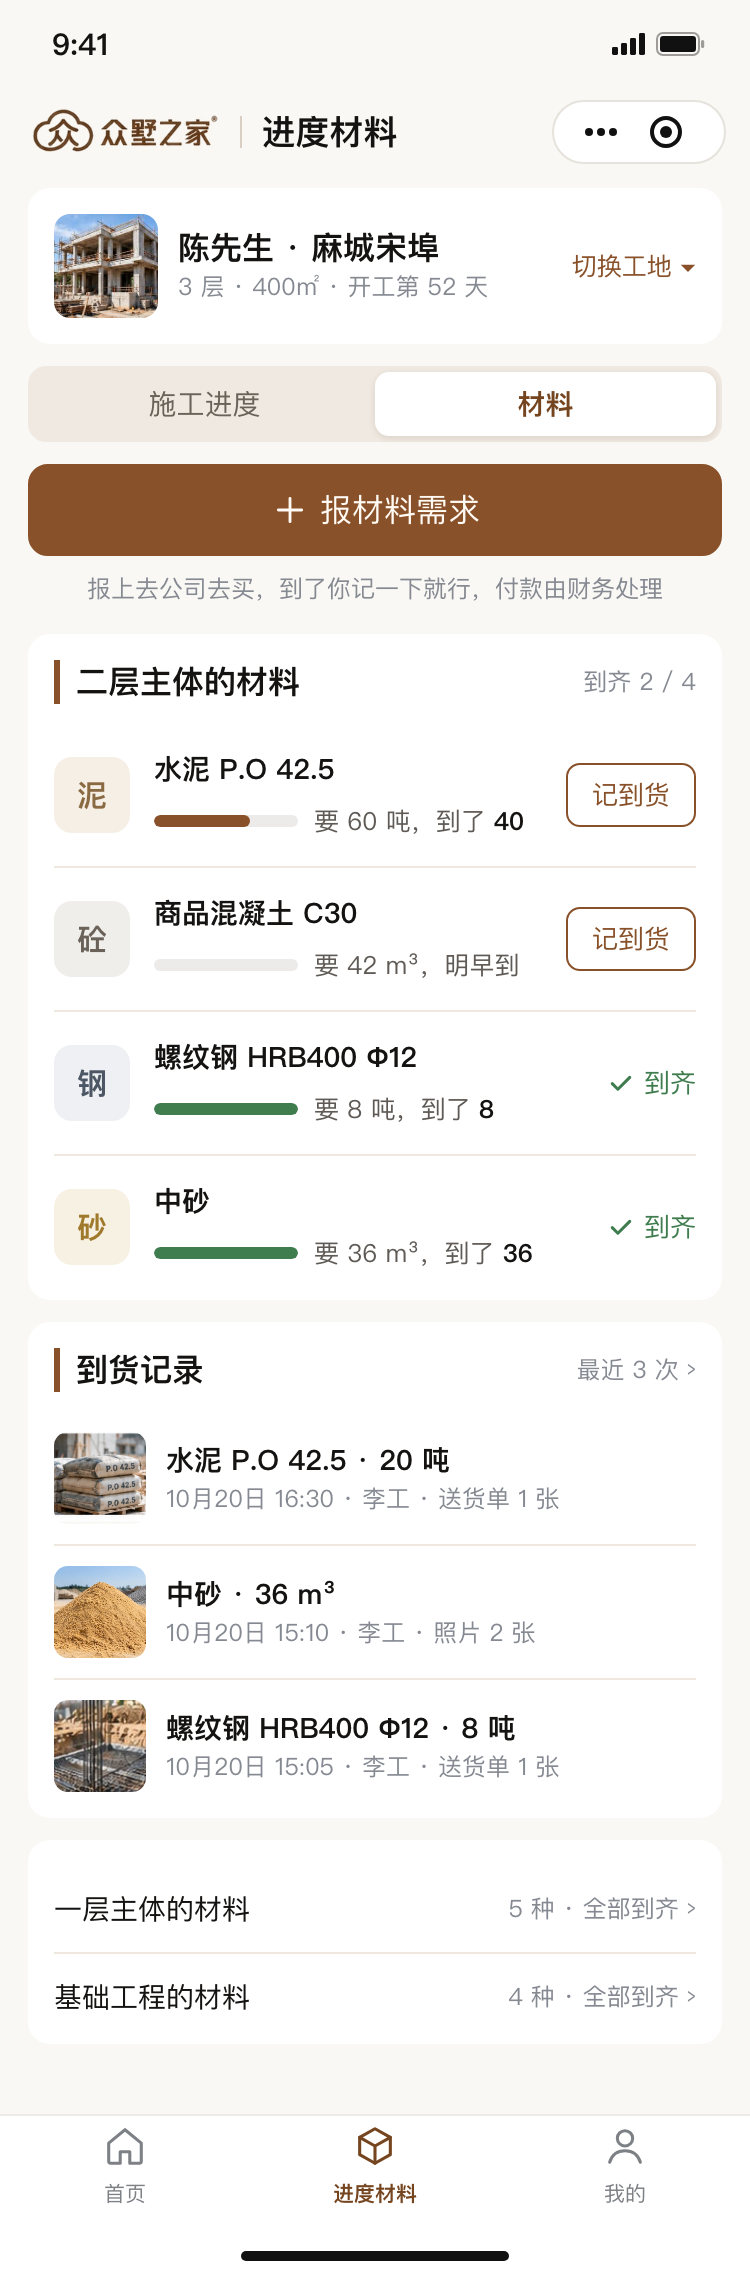 9:41
众墅之家® 进度材料
陈先生 · 麻城宋埠
3 层 · 400㎡ · 开工第 52 天
切换工地
施工进度 材料
报材料需求
报上去公司去买，到了你记一下就行，付款由财务处理
二层主体的材料 到齐 2 / 4
泥
水泥 P.O 42.5
要 60 吨，到了 40
记到货
砼
商品混凝土 C30
要 42 m³，明早到
记到货
钢
螺纹钢 HRB400 Φ12
要 8 吨，到了 8
到齐
砂
中砂
要 36 m³，到了 36
到齐
到货记录 最近 3 次 ›
P.O 42.5
P.O 42.5
P.O 42.5
水泥 P.O 42.5 · 20 吨
10月20日 16:30 · 李工 · 送货单 1 张
中砂 · 36 m³
10月20日 15:10 · 李工 · 照片 2 张
螺纹钢 HRB400 Φ12 · 8 吨
10月20日 15:05 · 李工 · 送货单 1 张
一层主体的材料 5 种 · 全部到齐 ›
基础工程的材料 4 种 · 全部到齐 ›
首页 进度材料 我的